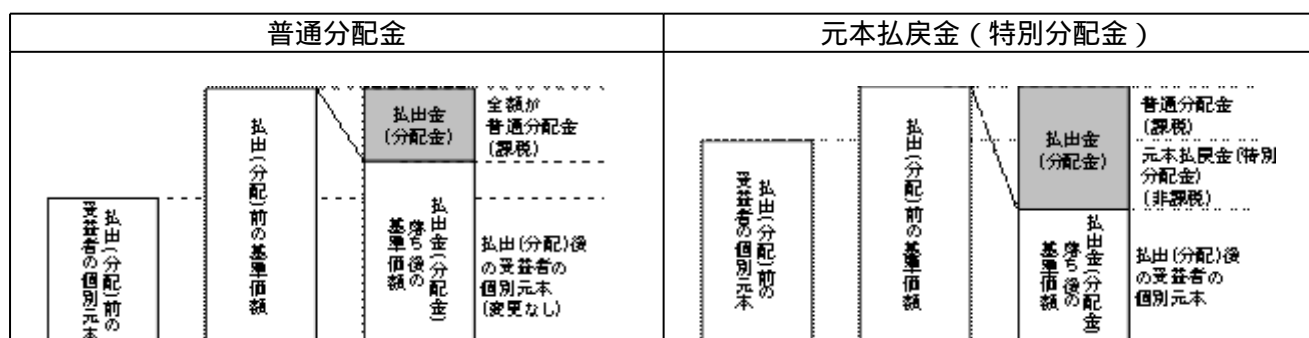 普通分配金
元本払戻金（特別分配金）
払出(分配)前の
受益者の個別元本
払出(分配)前の基準価額
払出金
(分配金)
全額が
普通分配金
(課税)
払出金(分配金)
落ち後の
基準価額
払出(分配)後
の受益者の
個別元本
(変更なし)
払出(分配)前の
受益者の個別元本
払出(分配)前の基準価額
払出金
(分配金)
普通分配金
(課税)
元本払戻金(特別
分配金)
(非課税)
払出金(分配金)
落ち後の
基準価額
払出(分配)後
の受益者の
個別元本